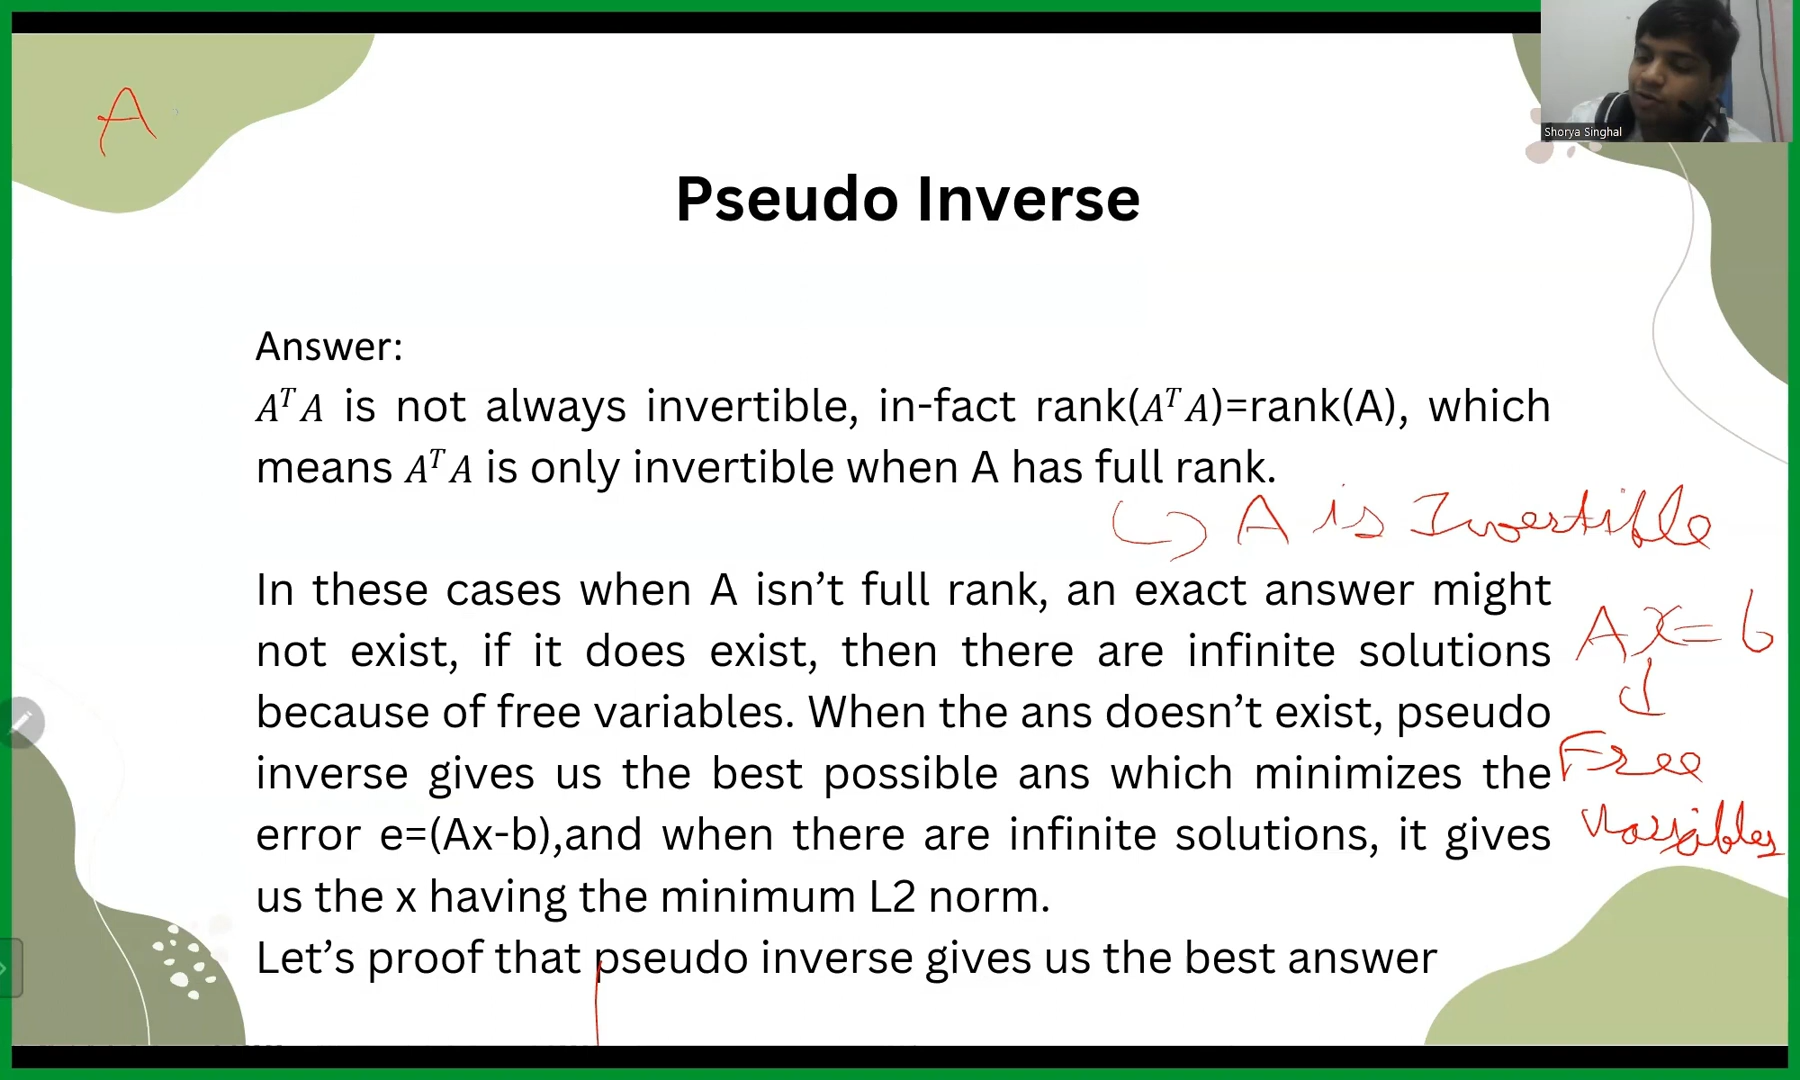 Shorya Singhal
A
Pseudo Inverse
Answer:
AᵀA is not always invertible, in-fact rank(AᵀA)=rank(A), which
means AᵀA is only invertible when A has full rank.
A is Invertible
In these cases when A isn’t full rank, an exact answer might
not exist, if it does exist, then there are infinite solutions
because of free variables. When the ans doesn’t exist, pseudo
inverse gives us the best possible ans which minimizes the
error e=(Ax-b),and when there are infinite solutions, it gives
us the x having the minimum L2 norm.
Let’s proof that pseudo inverse gives us the best answer
Ax=b
Free
Variables